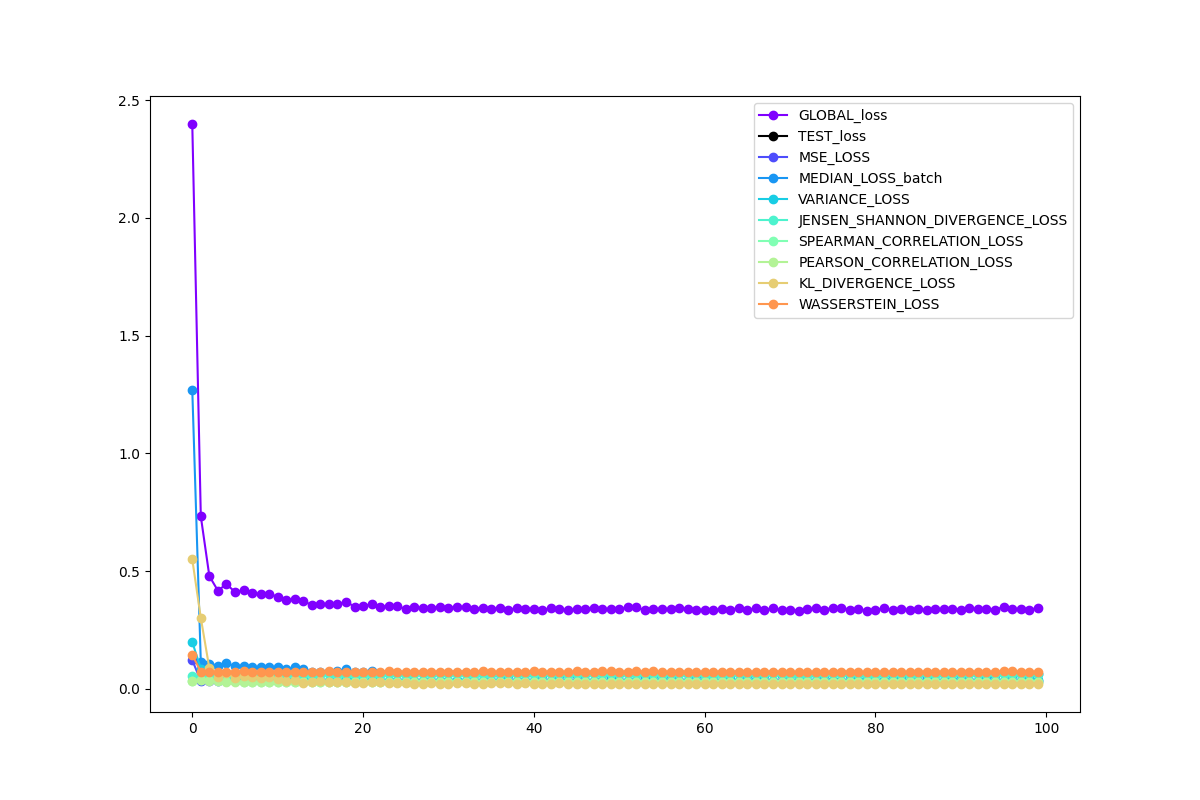 2.5
2.0
1.5
1.0
0.5
0.0
0
20
40
60
80
100
GLOBAL_loss
TEST_loss
MSE_LOSS
MEDIAN_LOSS_batch
VARIANCE_LOSS
JENSEN_SHANNON_DIVERGENCE_LOSS
SPEARMAN_CORRELATION_LOSS
PEARSON_CORRELATION_LOSS
KL_DIVERGENCE_LOSS
WASSERSTEIN_LOSS